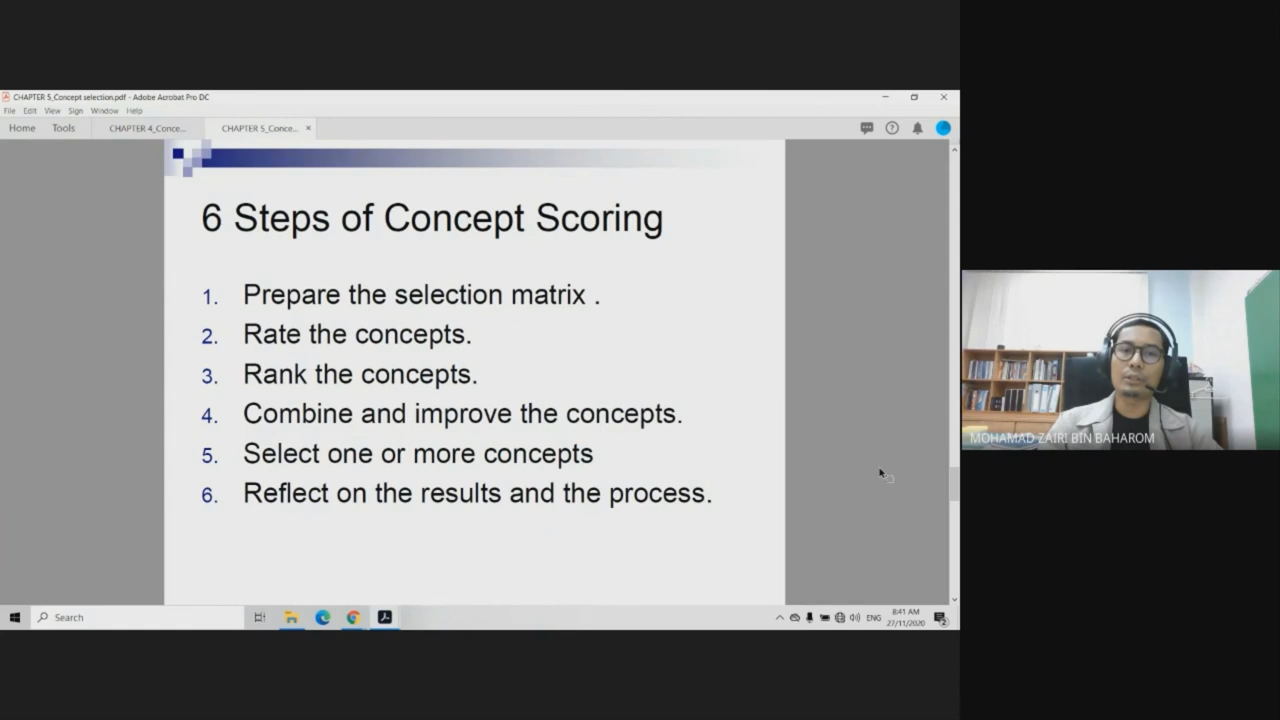 CHAPTER 5_Concept selection.pdf - Adobe Acrobat Pro DC
File Edit View Sign Window Help
Home Tools CHAPTER 4_Conce... CHAPTER 5_Conce... ×
6 Steps of Concept Scoring
1. Prepare the selection matrix .
2. Rate the concepts.
3. Rank the concepts.
4. Combine and improve the concepts.
5. Select one or more concepts
6. Reflect on the results and the process.
MOHAMAD ZAIRI BIN BAHAROM
Search
ENG
8:41 AM
27/11/2020
2